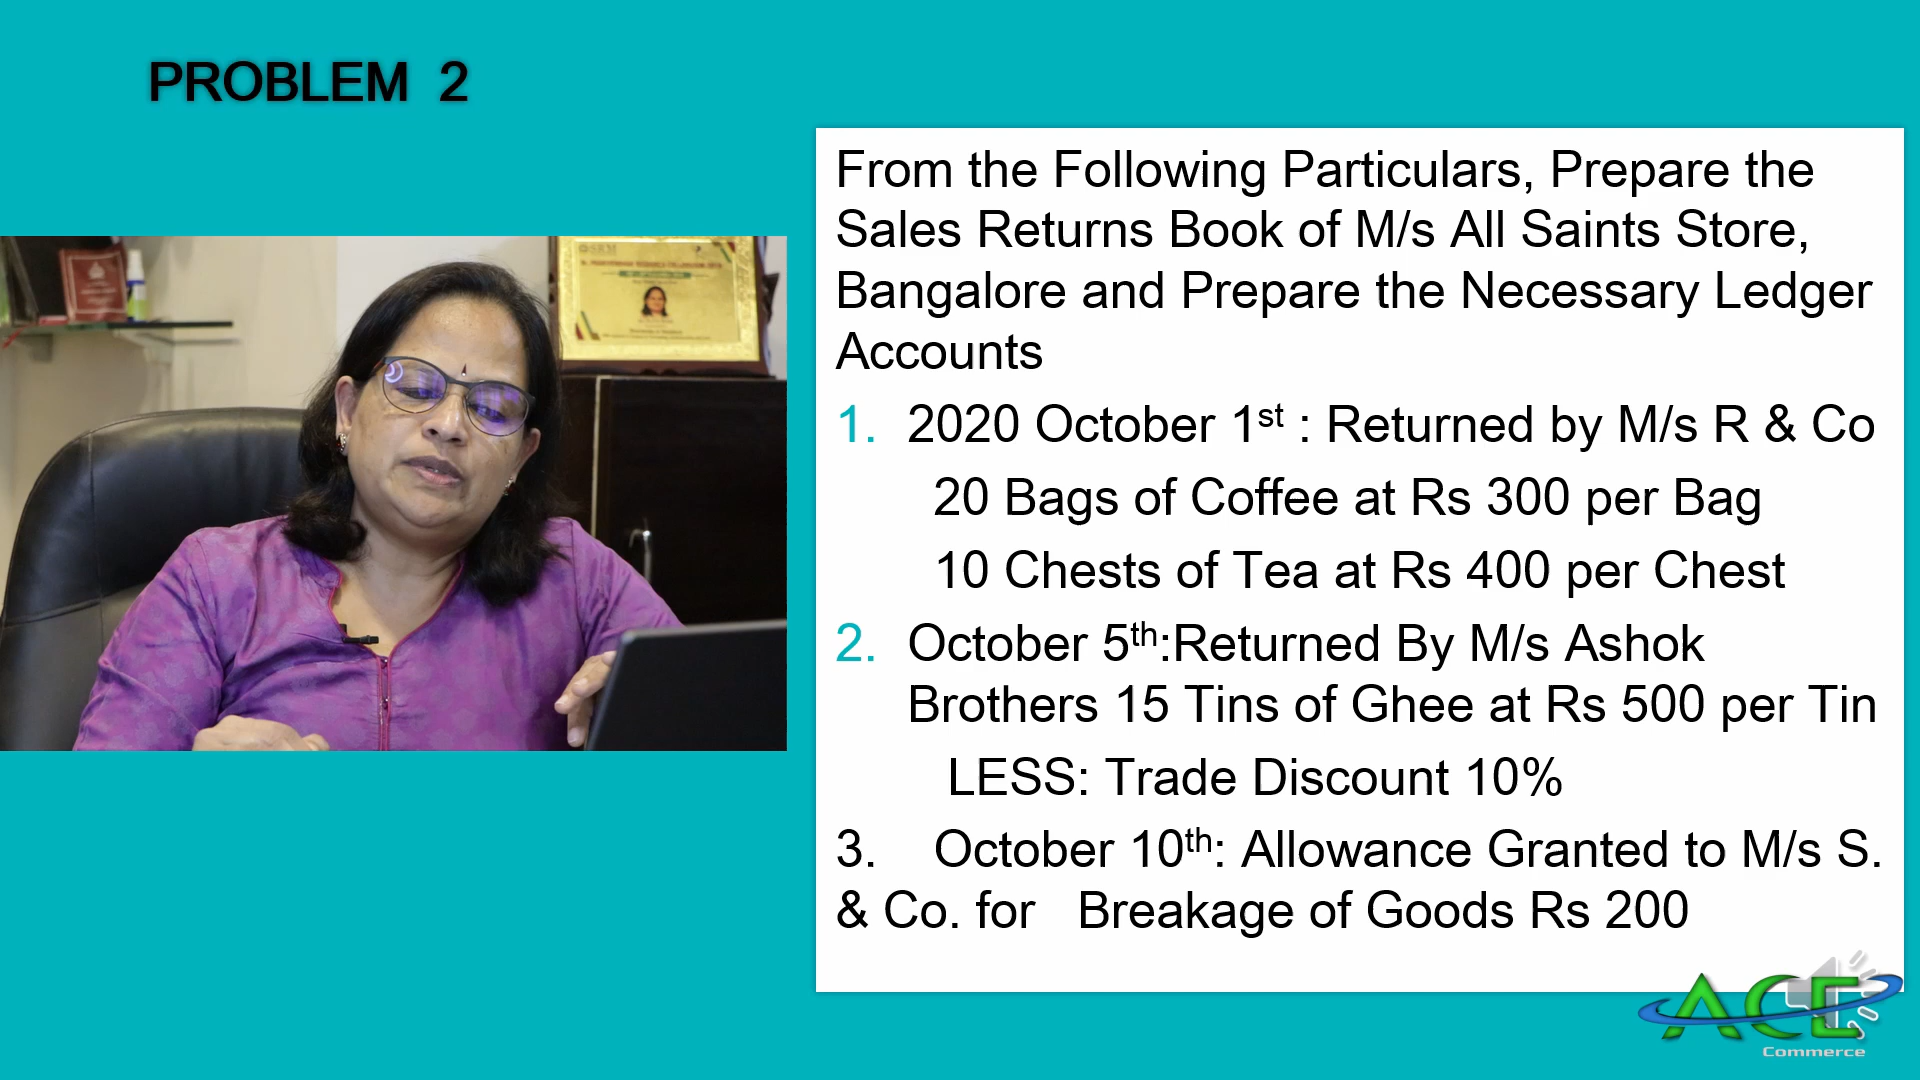 PROBLEM 2
From the Following Particulars, Prepare the
Sales Returns Book of M/s All Saints Store,
Bangalore and Prepare the Necessary Ledger
Accounts
1. 2020 October 1st : Returned by M/s R & Co
20 Bags of Coffee at Rs 300 per Bag
10 Chests of Tea at Rs 400 per Chest
2. October 5th:Returned By M/s Ashok
Brothers 15 Tins of Ghee at Rs 500 per Tin
LESS: Trade Discount 10%
3. October 10th: Allowance Granted to M/s S.
& Co. for Breakage of Goods Rs 200
ACE
Commerce